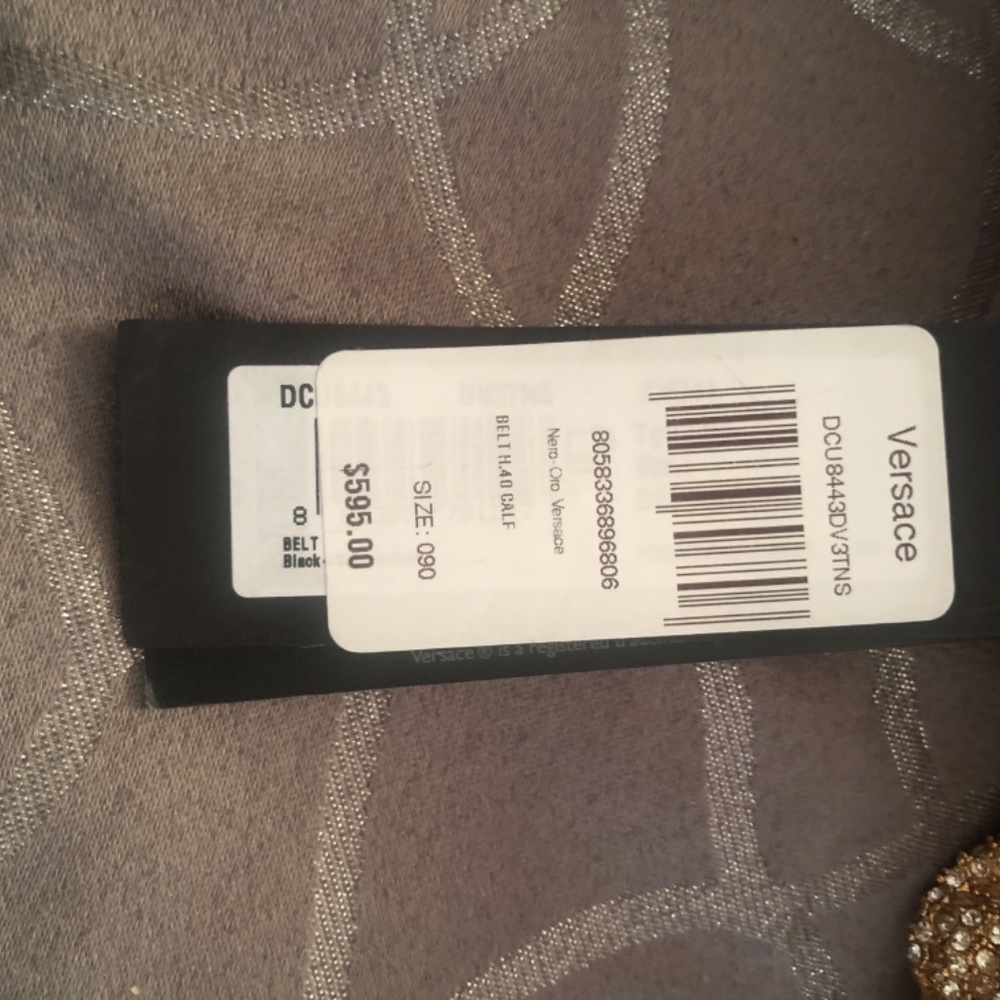 Versace
DCU8443DV3TNS
8058336896806
Nero-Oro Versace
BELT H.40 CALF
SIZE: 090
$595.00
DC
8
BELT
Black
Versace® is a registered